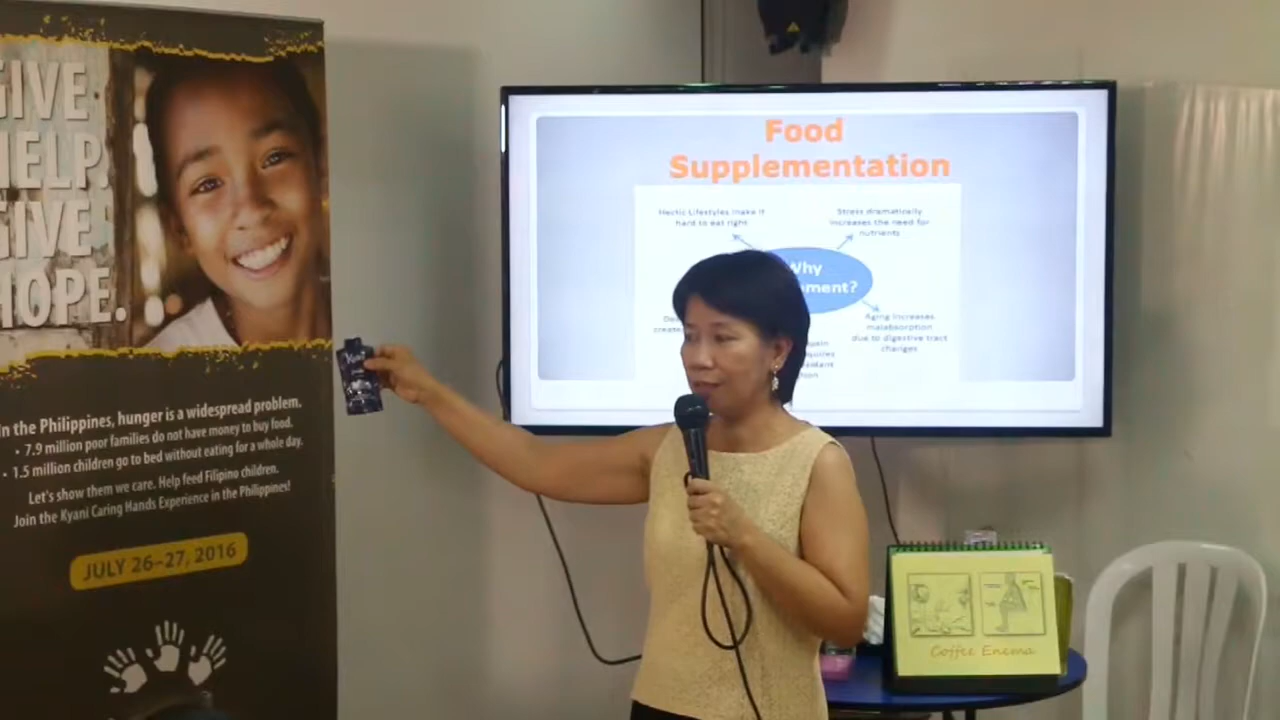 GIVE
HELP.
GIVE
HOPE.
In the Philippines, hunger is a widespread problem.
• 7.9 million poor families do not have money to buy food.
• 1.5 million children go to bed without eating for a whole day.
Let's show them we care. Help feed Filipino children.
Join the Kyani Caring Hands Experience in the Philippines!
JULY 26–27, 2016
Kyani
Food
Supplementation
Hectic Lifestyles make it
hard to eat right
Stress dramatically
increases the need for
nutrients
Why
ment?
Aging increases
malabsorption
due to digestive tract
changes
Coffee Enema